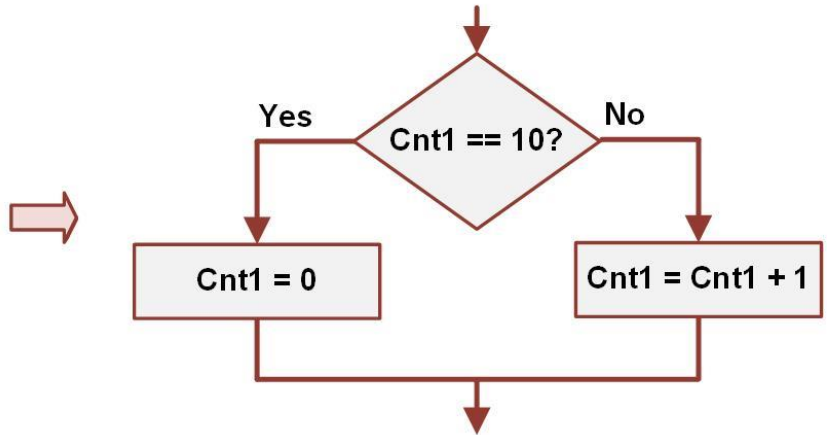 Yes
No
Cnt1 == 10?
Cnt1 = 0
Cnt1 = Cnt1 + 1